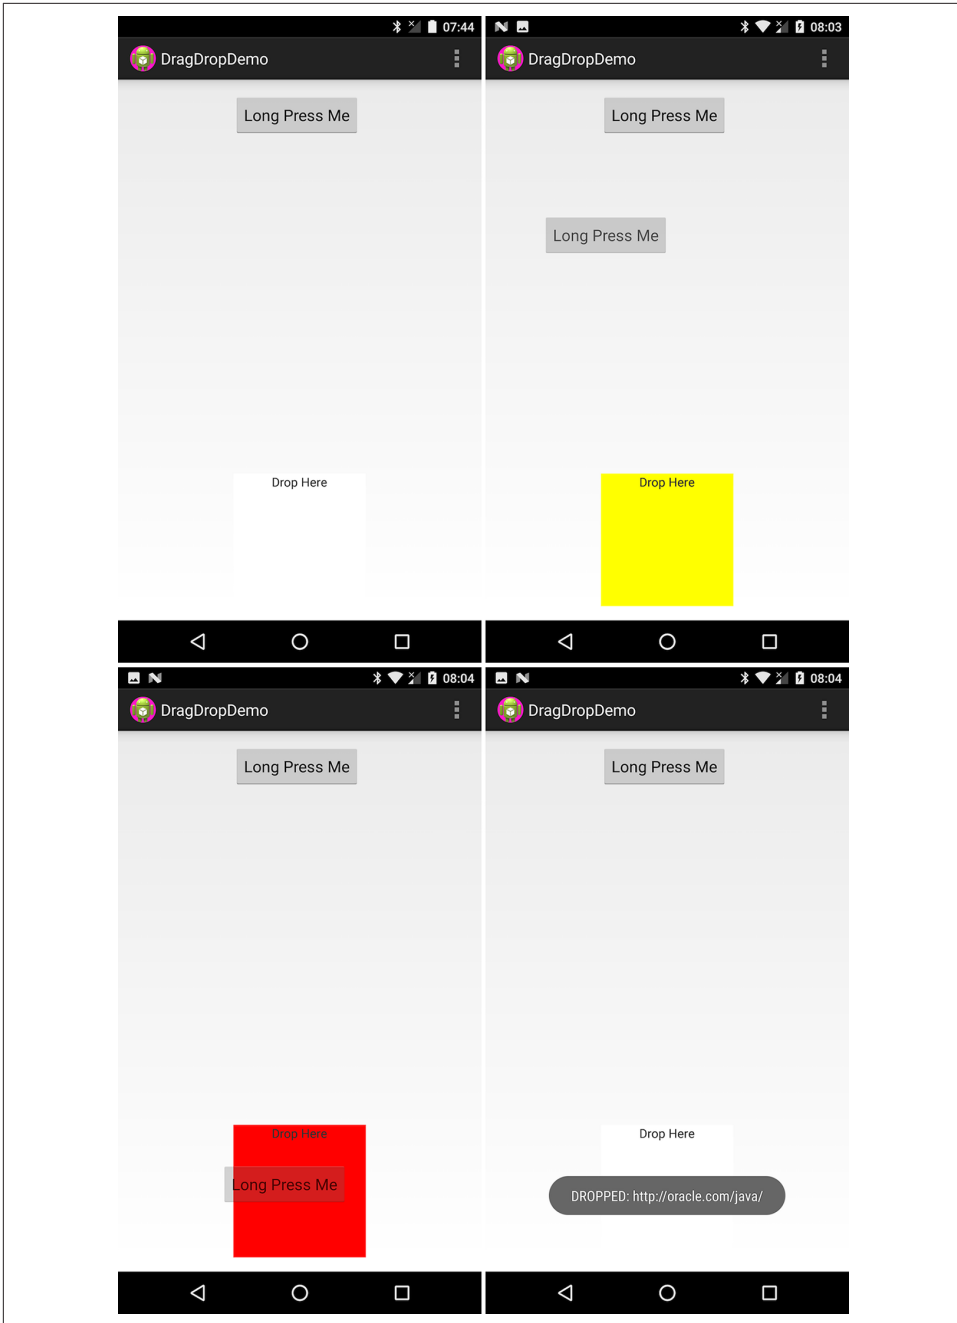 07:44
DragDropDemo
Long Press Me
Drop Here
08:03
DragDropDemo
Long Press Me
Long Press Me
Drop Here
08:04
DragDropDemo
Long Press Me
Drop Here
Long Press Me
08:04
DragDropDemo
Long Press Me
Drop Here
DROPPED: http://oracle.com/java/